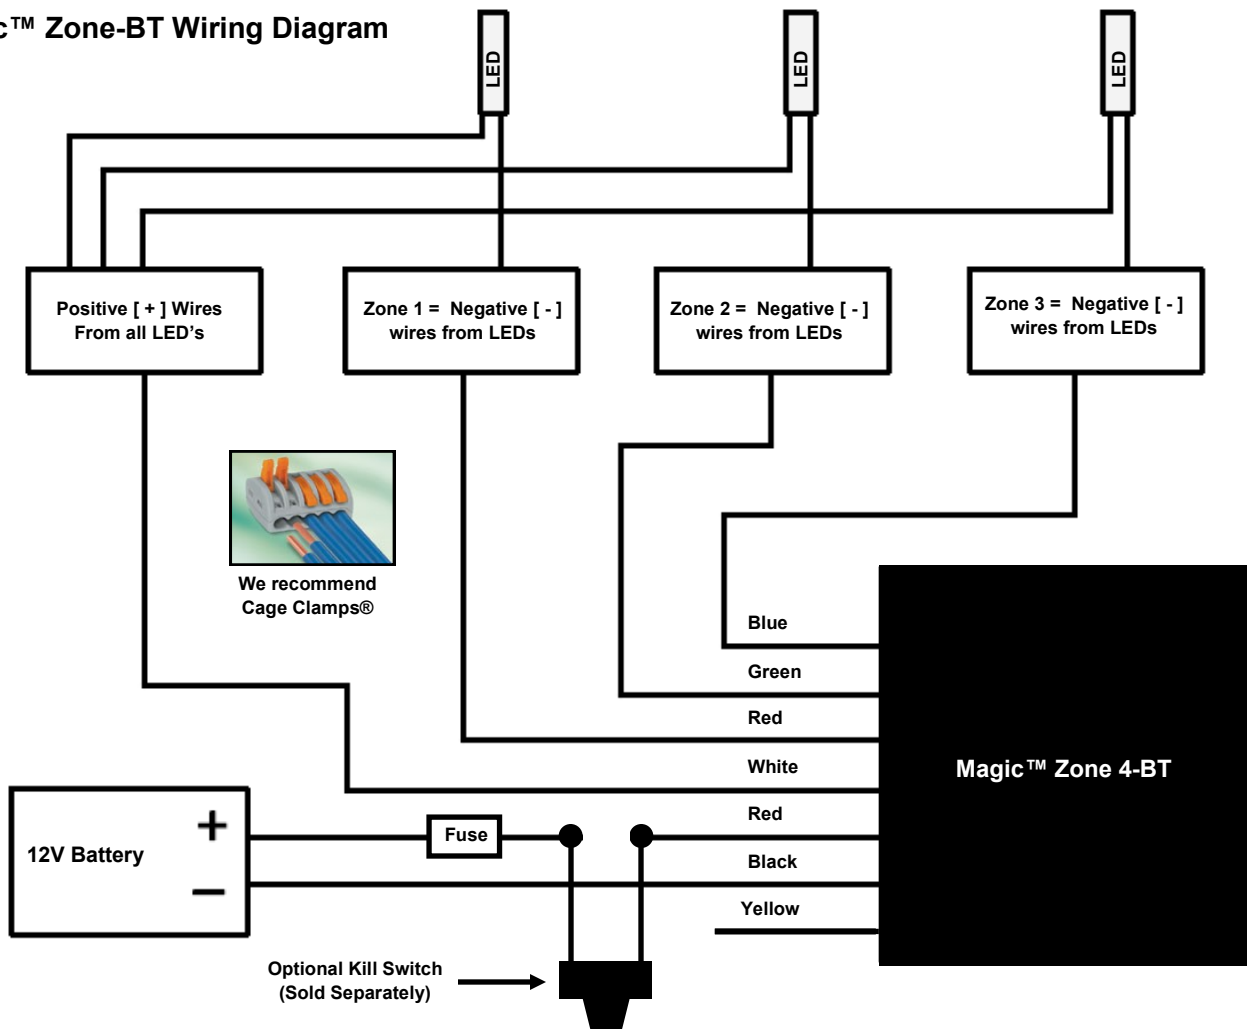 c™ Zone-BT Wiring Diagram
LED
LED
LED
Positive [ + ] Wires
From all LED's
Zone 1 = Negative [ - ]
wires from LEDs
Zone 2 = Negative [ - ]
wires from LEDs
Zone 3 = Negative [ - ]
wires from LEDs
We recommend
Cage Clamps®
Blue
Green
Red
White
Red
Black
Yellow
Magic™ Zone 4-BT
12V Battery
+
−
Fuse
Optional Kill Switch
(Sold Separately)